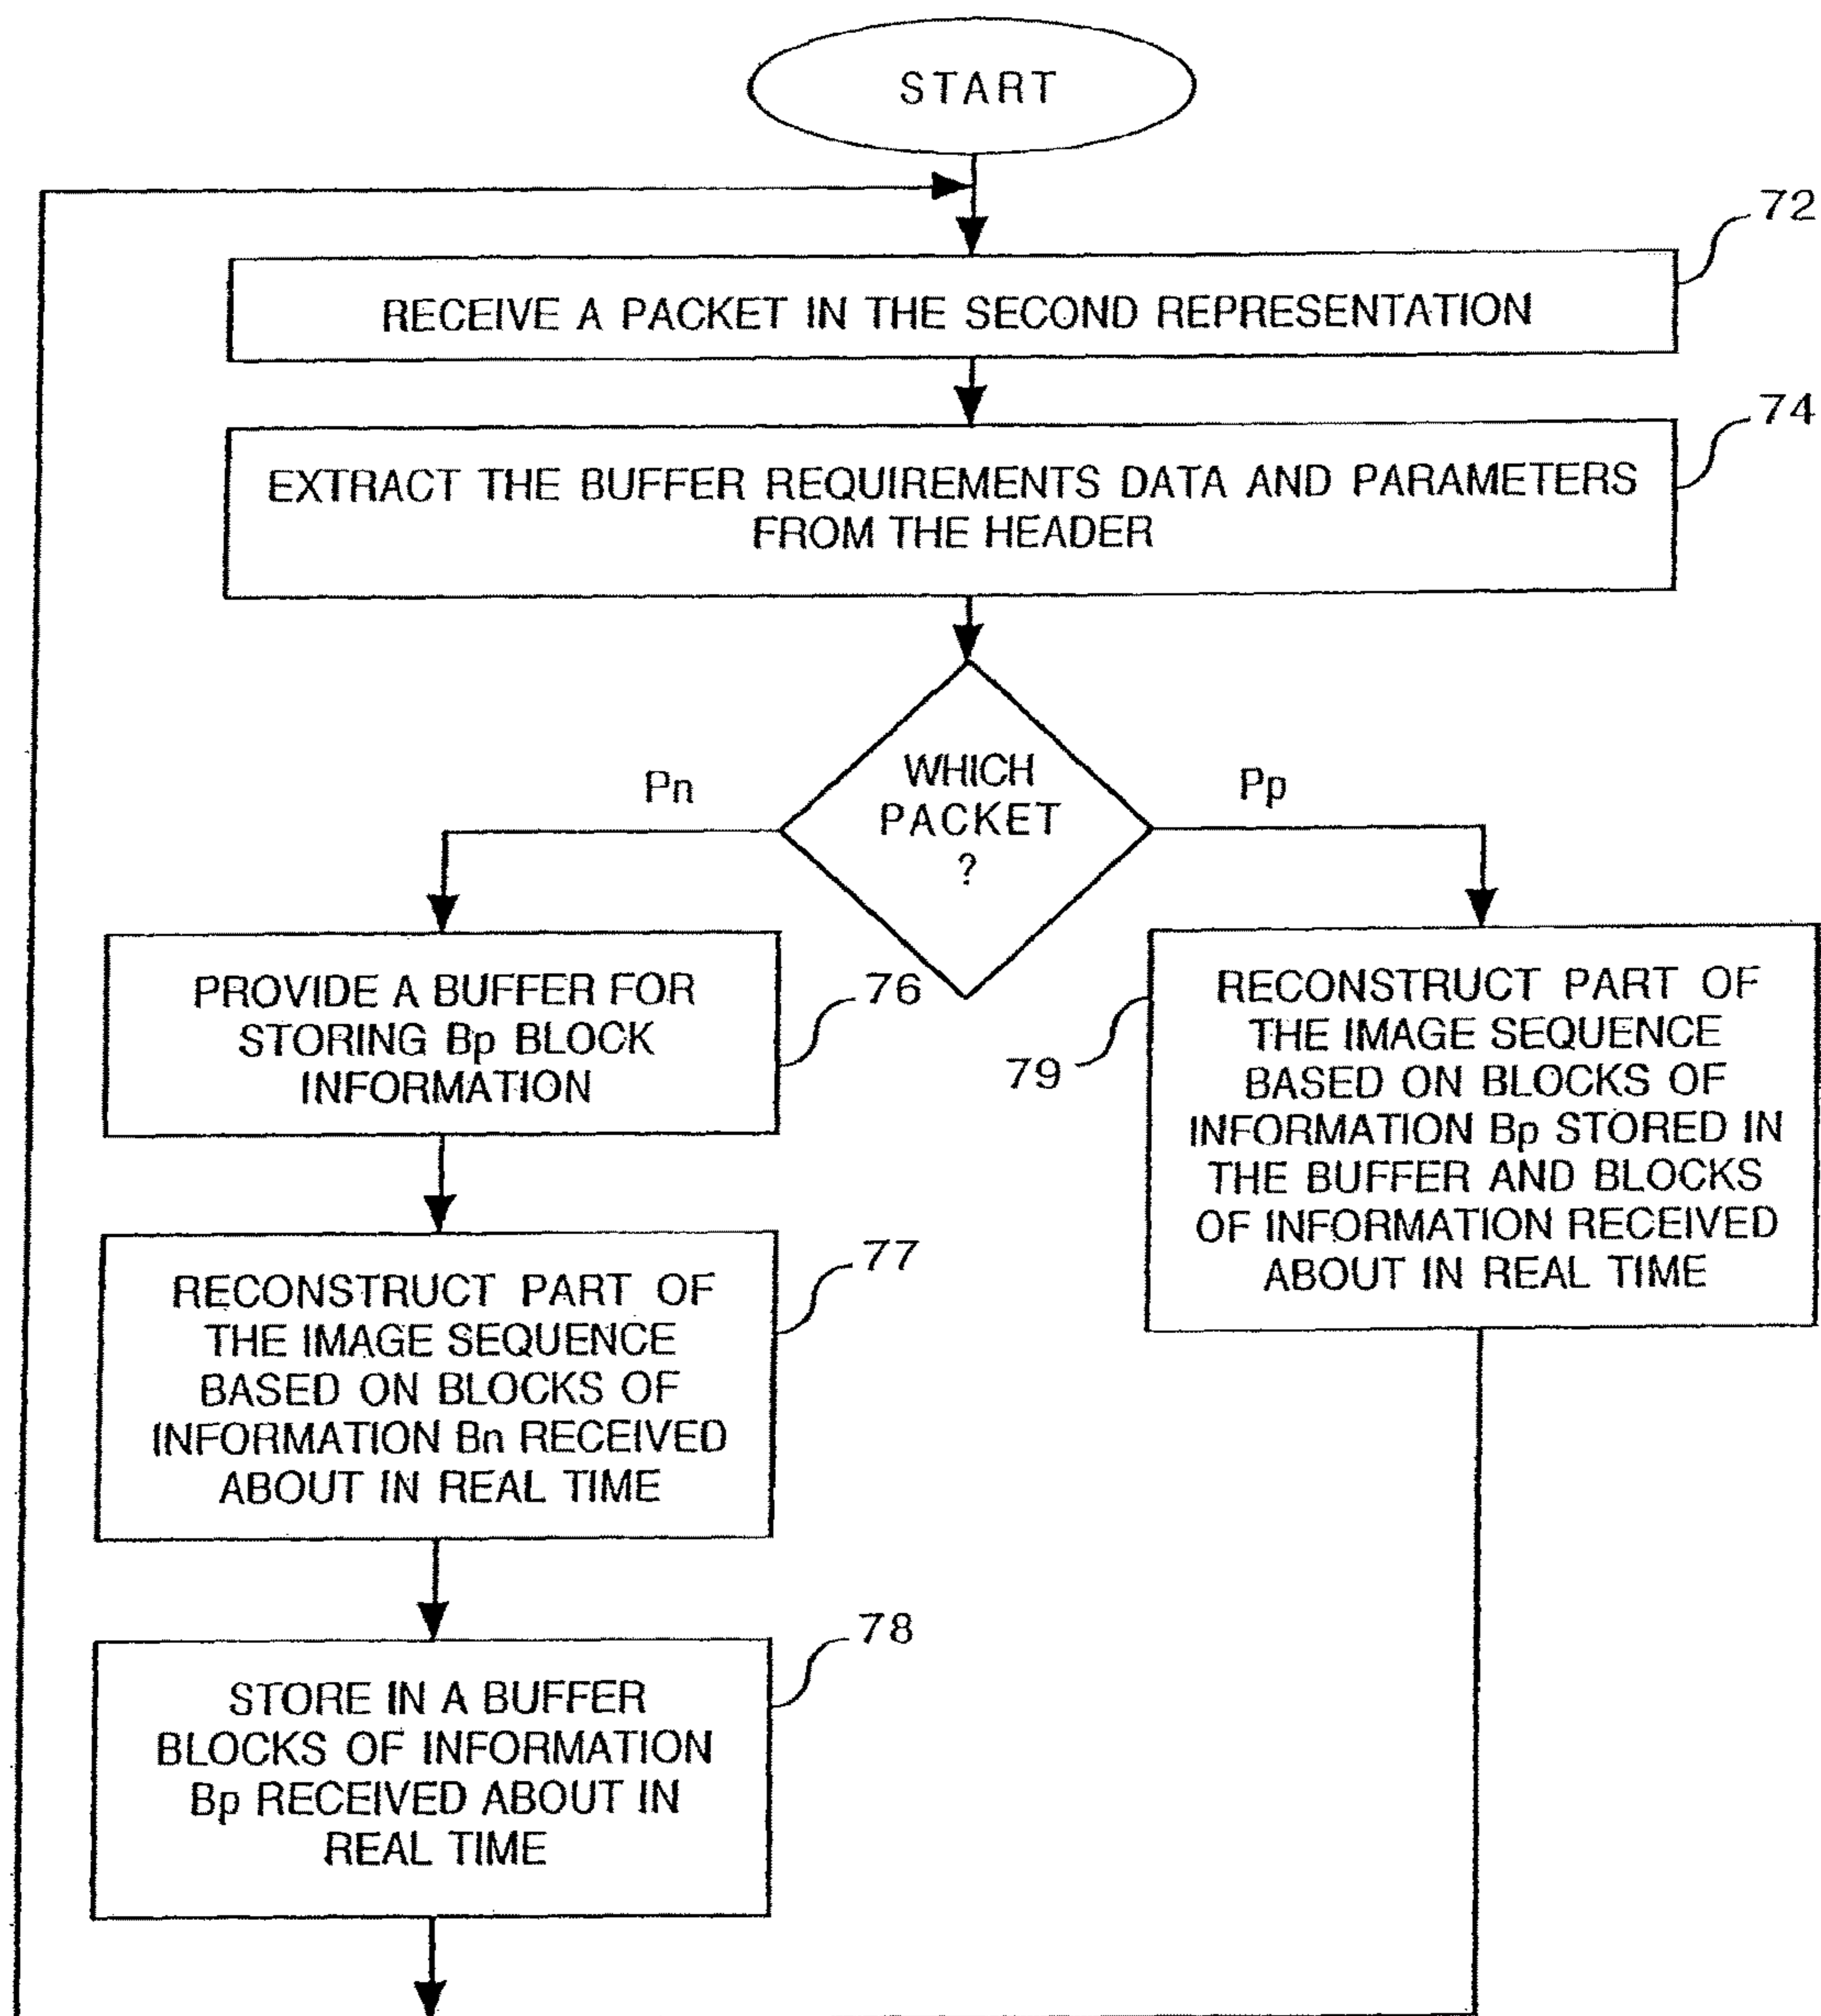 START
72
RECEIVE A PACKET IN THE SECOND REPRESENTATION
74
EXTRACT THE BUFFER REQUIREMENTS DATA AND PARAMETERS
FROM THE HEADER
WHICH
PACKET
?
Pn
Pp
PROVIDE A BUFFER FOR
STORING Bp BLOCK
INFORMATION
76
RECONSTRUCT PART OF
THE IMAGE SEQUENCE
BASED ON BLOCKS OF
INFORMATION Bn RECEIVED
ABOUT IN REAL TIME
77
STORE IN A BUFFER
BLOCKS OF INFORMATION
Bp RECEIVED ABOUT IN
REAL TIME
78
RECONSTRUCT PART OF
THE IMAGE SEQUENCE
BASED ON BLOCKS OF
INFORMATION Bp STORED IN
THE BUFFER AND BLOCKS
OF INFORMATION RECEIVED
ABOUT IN REAL TIME
79